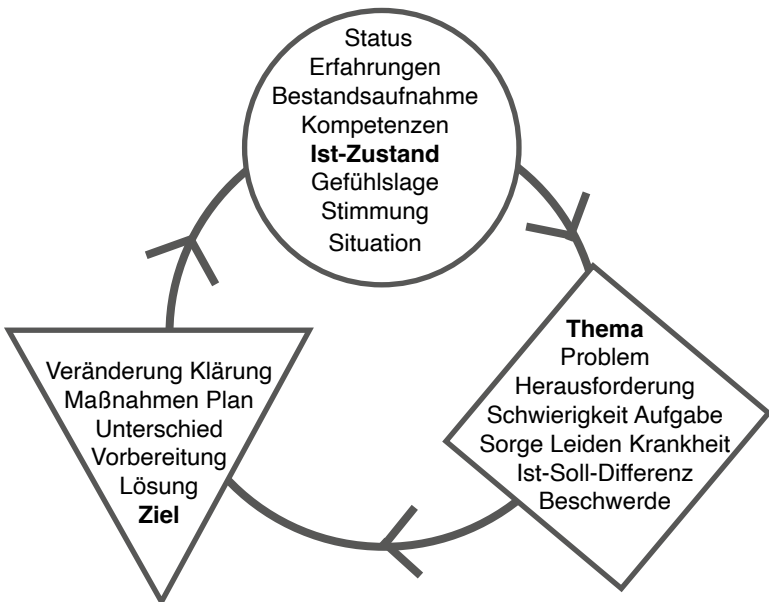 Status
Erfahrungen
Bestandsaufnahme
Kompetenzen
Ist-Zustand
Gefühlslage
Stimmung
Situation
Thema
Problem
Herausforderung
Schwierigkeit Aufgabe
Sorge Leiden Krankheit
Ist-Soll-Differenz
Beschwerde
Veränderung Klärung
Maßnahmen Plan
Unterschied
Vorbereitung
Lösung
Ziel